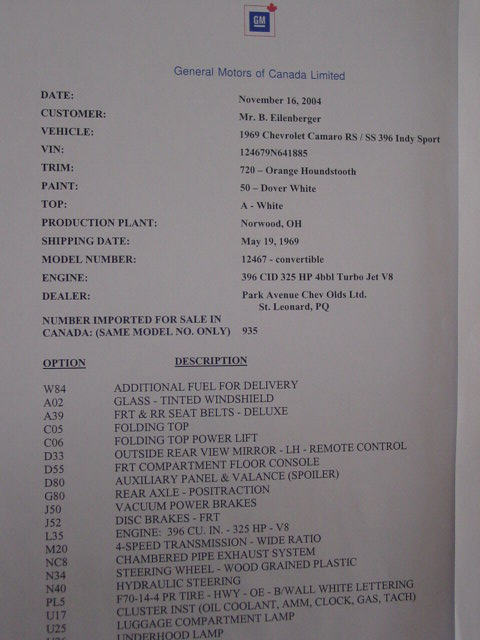 GM
General Motors of Canada Limited
DATE: November 16, 2004
CUSTOMER: Mr. B. Eilenberger
VEHICLE: 1969 Chevrolet Camaro RS / SS 396 Indy Sport
VIN: 124679N641885
TRIM: 720 – Orange Houndstooth
PAINT: 50 – Dover White
TOP: A - White
PRODUCTION PLANT: Norwood, OH
SHIPPING DATE: May 19, 1969
MODEL NUMBER: 12467 - convertible
ENGINE: 396 CID 325 HP 4bbl Turbo Jet V8
DEALER: Park Avenue Chev Olds Ltd.
St. Leonard, PQ
NUMBER IMPORTED FOR SALE IN
CANADA: (SAME MODEL NO. ONLY) 935
OPTION DESCRIPTION
W84 ADDITIONAL FUEL FOR DELIVERY
A02 GLASS - TINTED WINDSHIELD
A39 FRT & RR SEAT BELTS - DELUXE
C05 FOLDING TOP
C06 FOLDING TOP POWER LIFT
D33 OUTSIDE REAR VIEW MIRROR - LH - REMOTE CONTROL
D55 FRT COMPARTMENT FLOOR CONSOLE
D80 AUXILIARY PANEL & VALANCE (SPOILER)
G80 REAR AXLE - POSITRACTION
J50 VACUUM POWER BRAKES
J52 DISC BRAKES - FRT
L35 ENGINE: 396 CU. IN. - 325 HP - V8
M20 4-SPEED TRANSMISSION - WIDE RATIO
NC8 CHAMBERED PIPE EXHAUST SYSTEM
N34 STEERING WHEEL - WOOD GRAINED PLASTIC
N40 HYDRAULIC STEERING
PL5 F70-14-4 PR TIRE - HWY - OE - B/WALL WHITE LETTERING
U17 CLUSTER INST (OIL COOLANT, AMM, CLOCK, GAS, TACH)
U25 LUGGAGE COMPARTMENT LAMP
UNDERHOOD LAMP